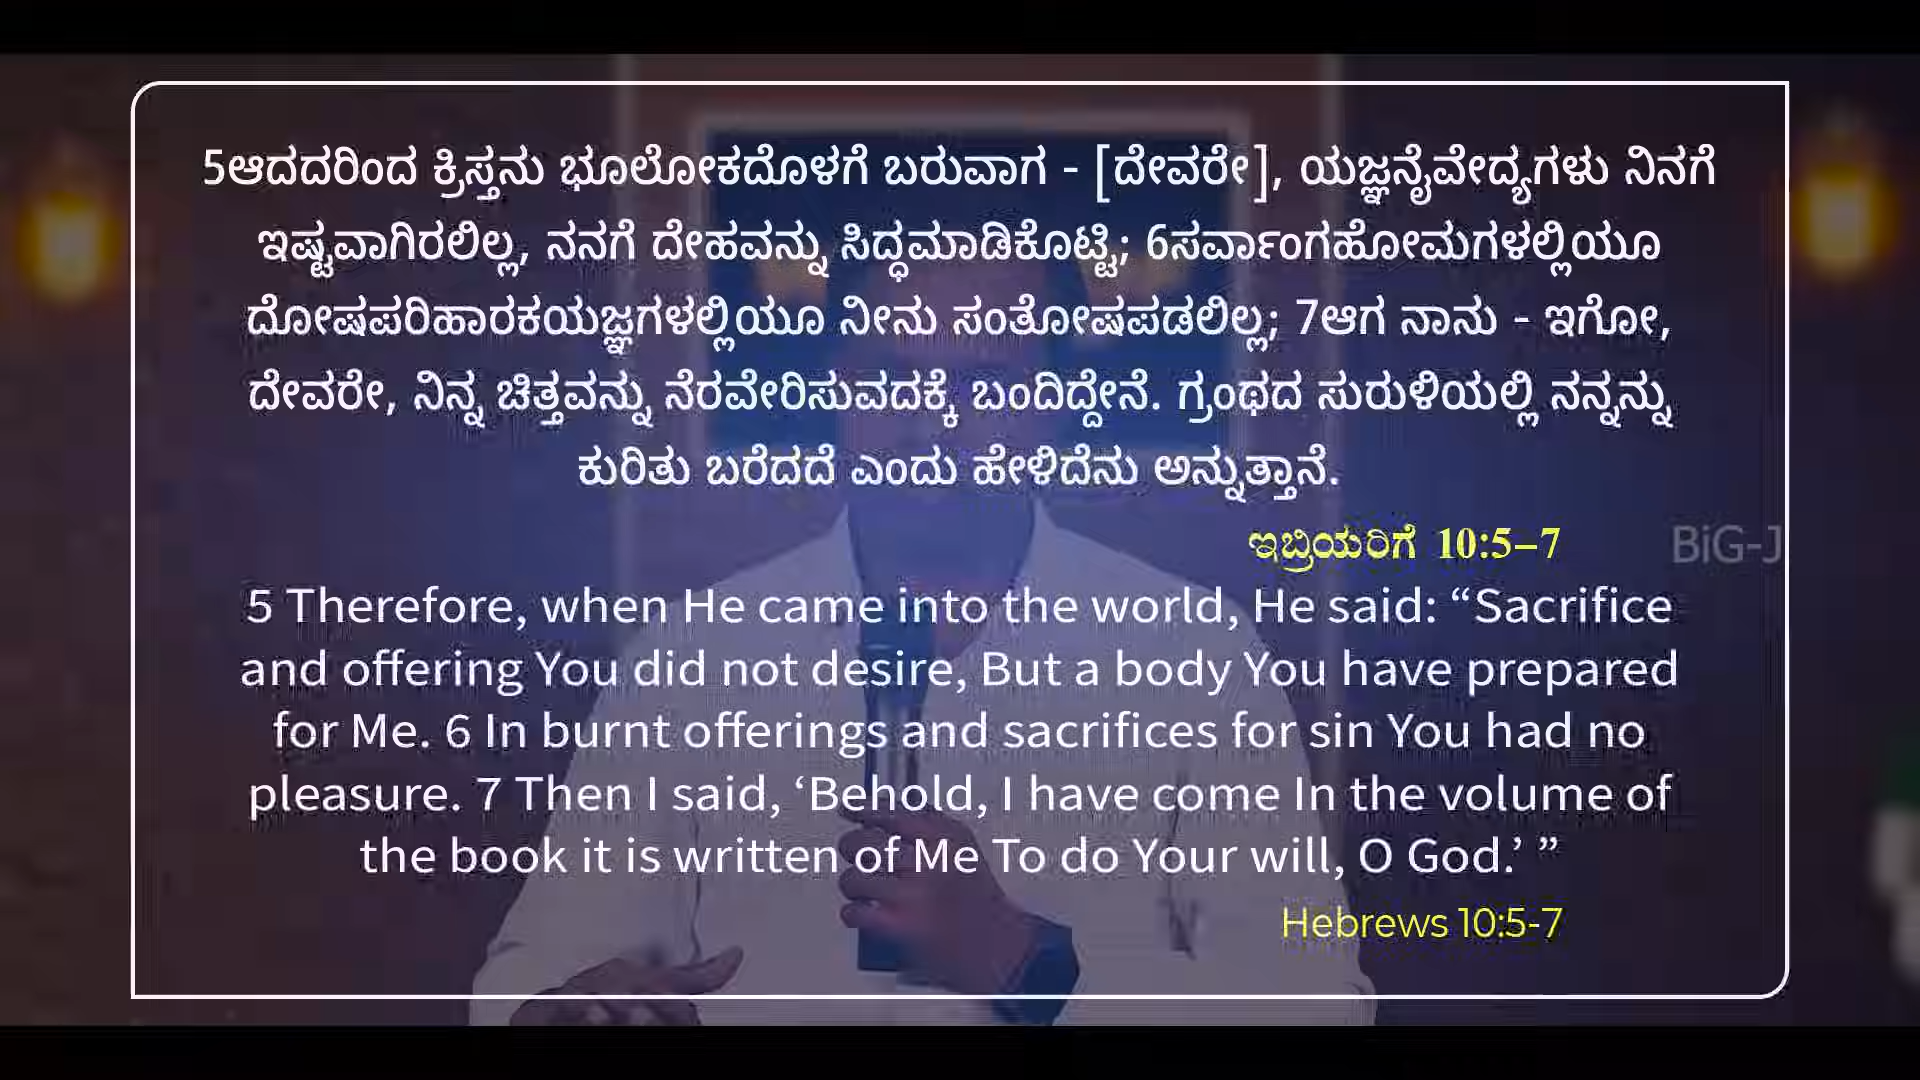 5ಆದದರಿಂದ ಕ್ರಿಸ್ತನು ಭೂಲೋಕದೊಳಗೆ ಬರುವಾಗ - [ದೇವರೇ], ಯಜ್ಞನೈವೇದ್ಯಗಳು ನಿನಗೆ
ಇಷ್ಟವಾಗಿರಲಿಲ್ಲ, ನನಗೆ ದೇಹವನ್ನು ಸಿದ್ಧಮಾಡಿಕೊಟ್ಟಿ; 6ಸರ್ವಾಂಗಹೋಮಗಳಲ್ಲಿಯೂ
ದೋಷಪರಿಹಾರಕಯಜ್ಞಗಳಲ್ಲಿಯೂ ನೀನು ಸಂತೋಷಪಡಲಿಲ್ಲ; 7ಆಗ ನಾನು - ಇಗೋ,
ದೇವರೇ, ನಿನ್ನ ಚಿತ್ತವನ್ನು ನೆರವೇರಿಸುವದಕ್ಕೆ ಬಂದಿದ್ದೇನೆ. ಗ್ರಂಥದ ಸುರುಳಿಯಲ್ಲಿ ನನ್ನನ್ನು
ಕುರಿತು ಬರೆದದೆ ಎಂದು ಹೇಳಿದೆನು ಅನ್ನುತ್ತಾನೆ.
ಇಬ್ರಿಯರಿಗೆ 10:5–7
BiG-J
5 Therefore, when He came into the world, He said: “Sacrifice
and offering You did not desire, But a body You have prepared
for Me. 6 In burnt offerings and sacrifices for sin You had no
pleasure. 7 Then I said, ‘Behold, I have come In the volume of
the book it is written of Me To do Your will, O God.’ ”
Hebrews 10:5-7